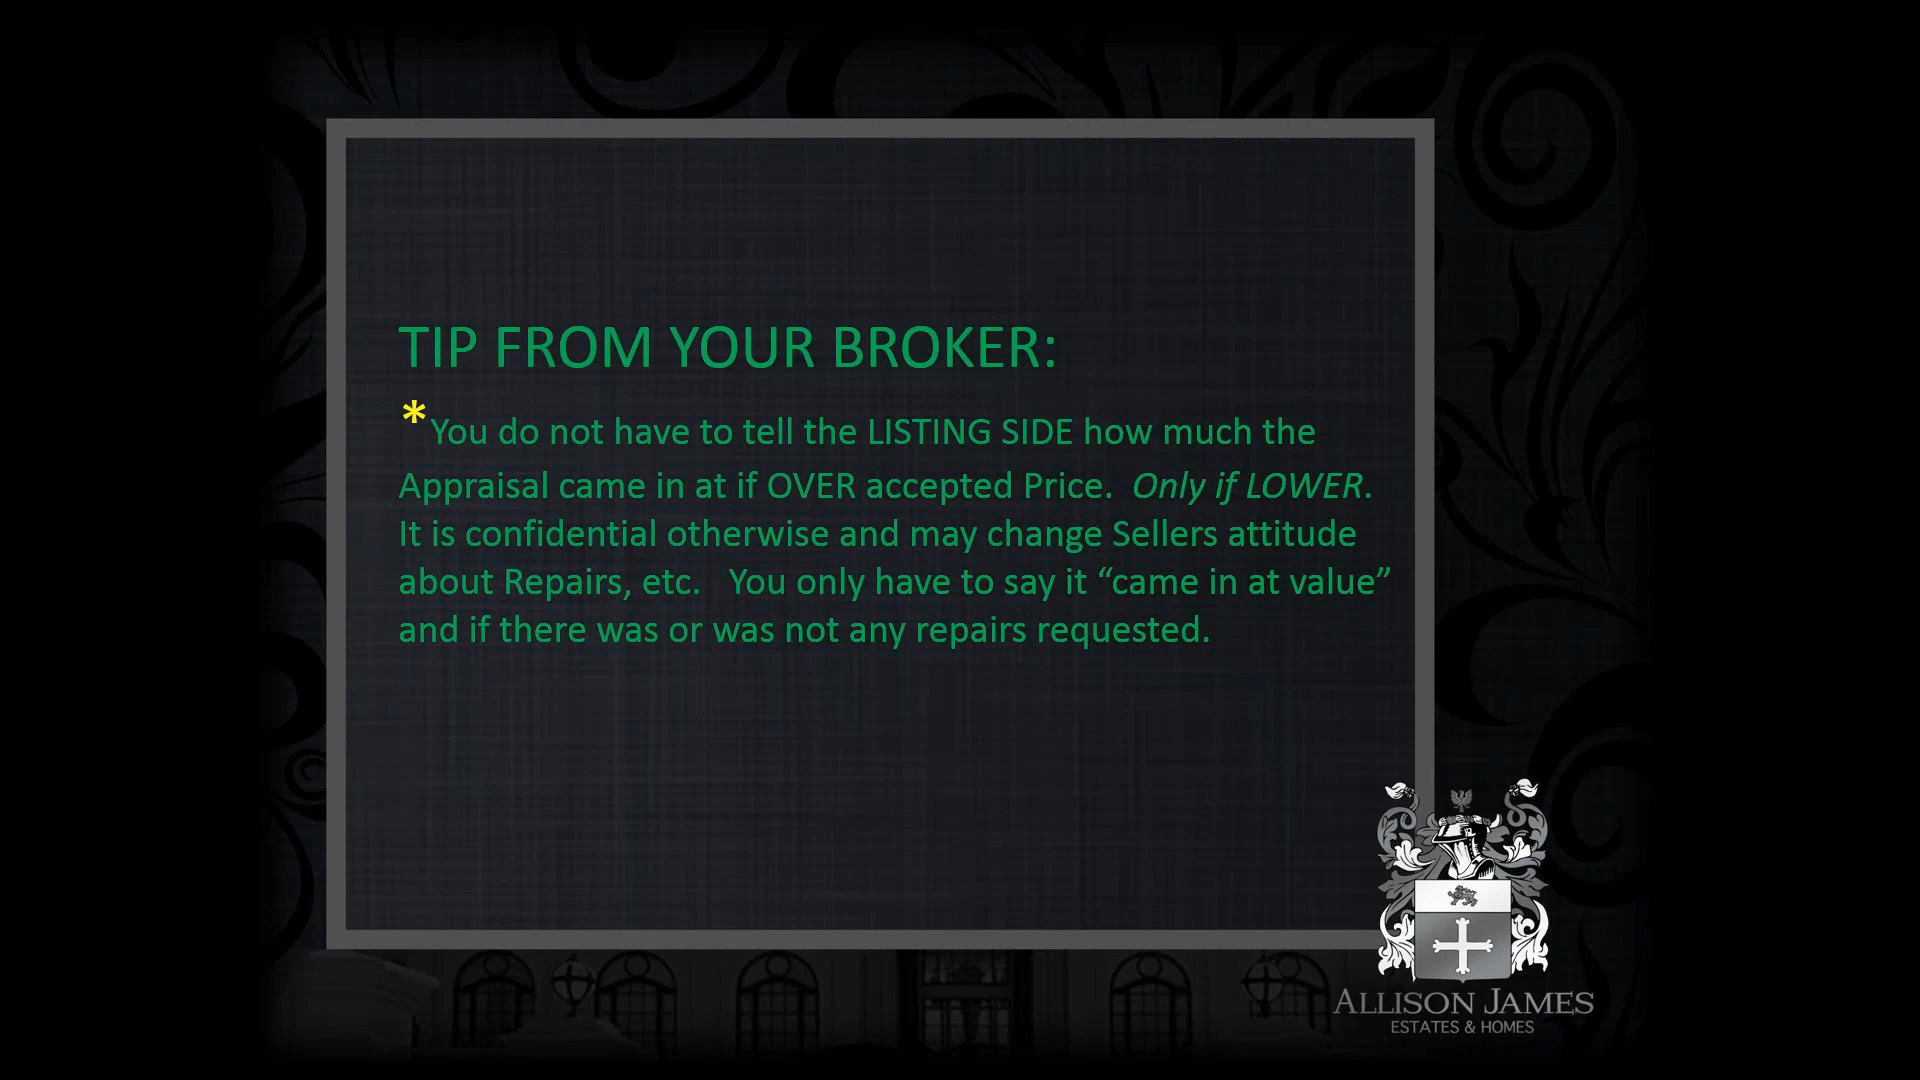 TIP FROM YOUR BROKER:
*You do not have to tell the LISTING SIDE how much the
Appraisal came in at if OVER accepted Price.  Only if LOWER.
It is confidential otherwise and may change Sellers attitude
about Repairs, etc.   You only have to say it “came in at value”
and if there was or was not any repairs requested.
ALLISON JAMES
ESTATES & HOMES